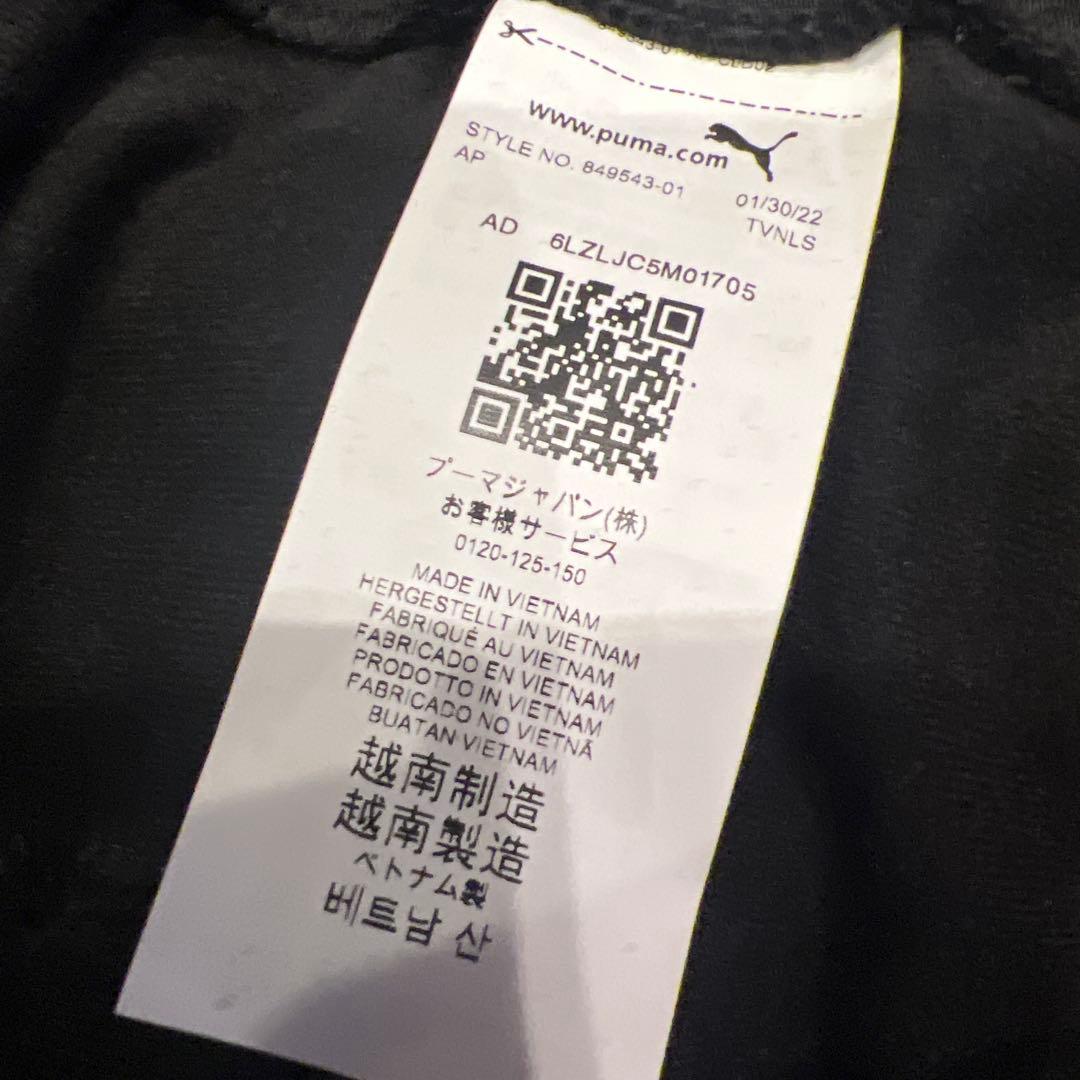 www.puma.com
STYLE NO. 849543-01
AP
01/30/22
TVNLS
AD 6LZLJC5M01705
プーマジャパン(株)
お客様サービス
0120-125-150
MADE IN VIETNAM
HERGESTELLT IN VIETNAM
FABRIQUÉ AU VIETNAM
FABRICADO EN VIETNAM
PRODOTTO IN VIETNAM
FABRICADO NO VIETNÃ
BUATAN VIETNAM
越南制造
越南製造
ベトナム製
베트남 산